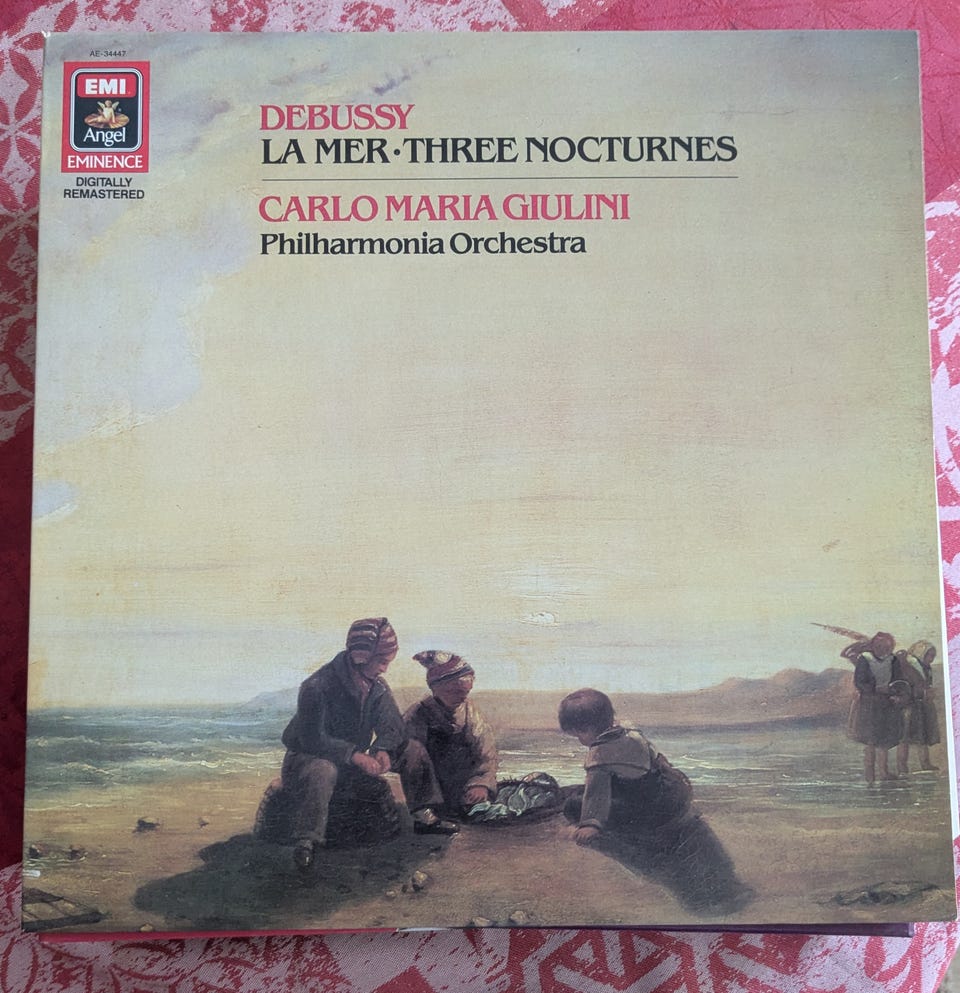 AE-34447
EMI
Angel
EMINENCE
DIGITALLY
REMASTERED
DEBUSSY
LA MER • THREE NOCTURNES
CARLO MARIA GIULINI
Philharmonia Orchestra